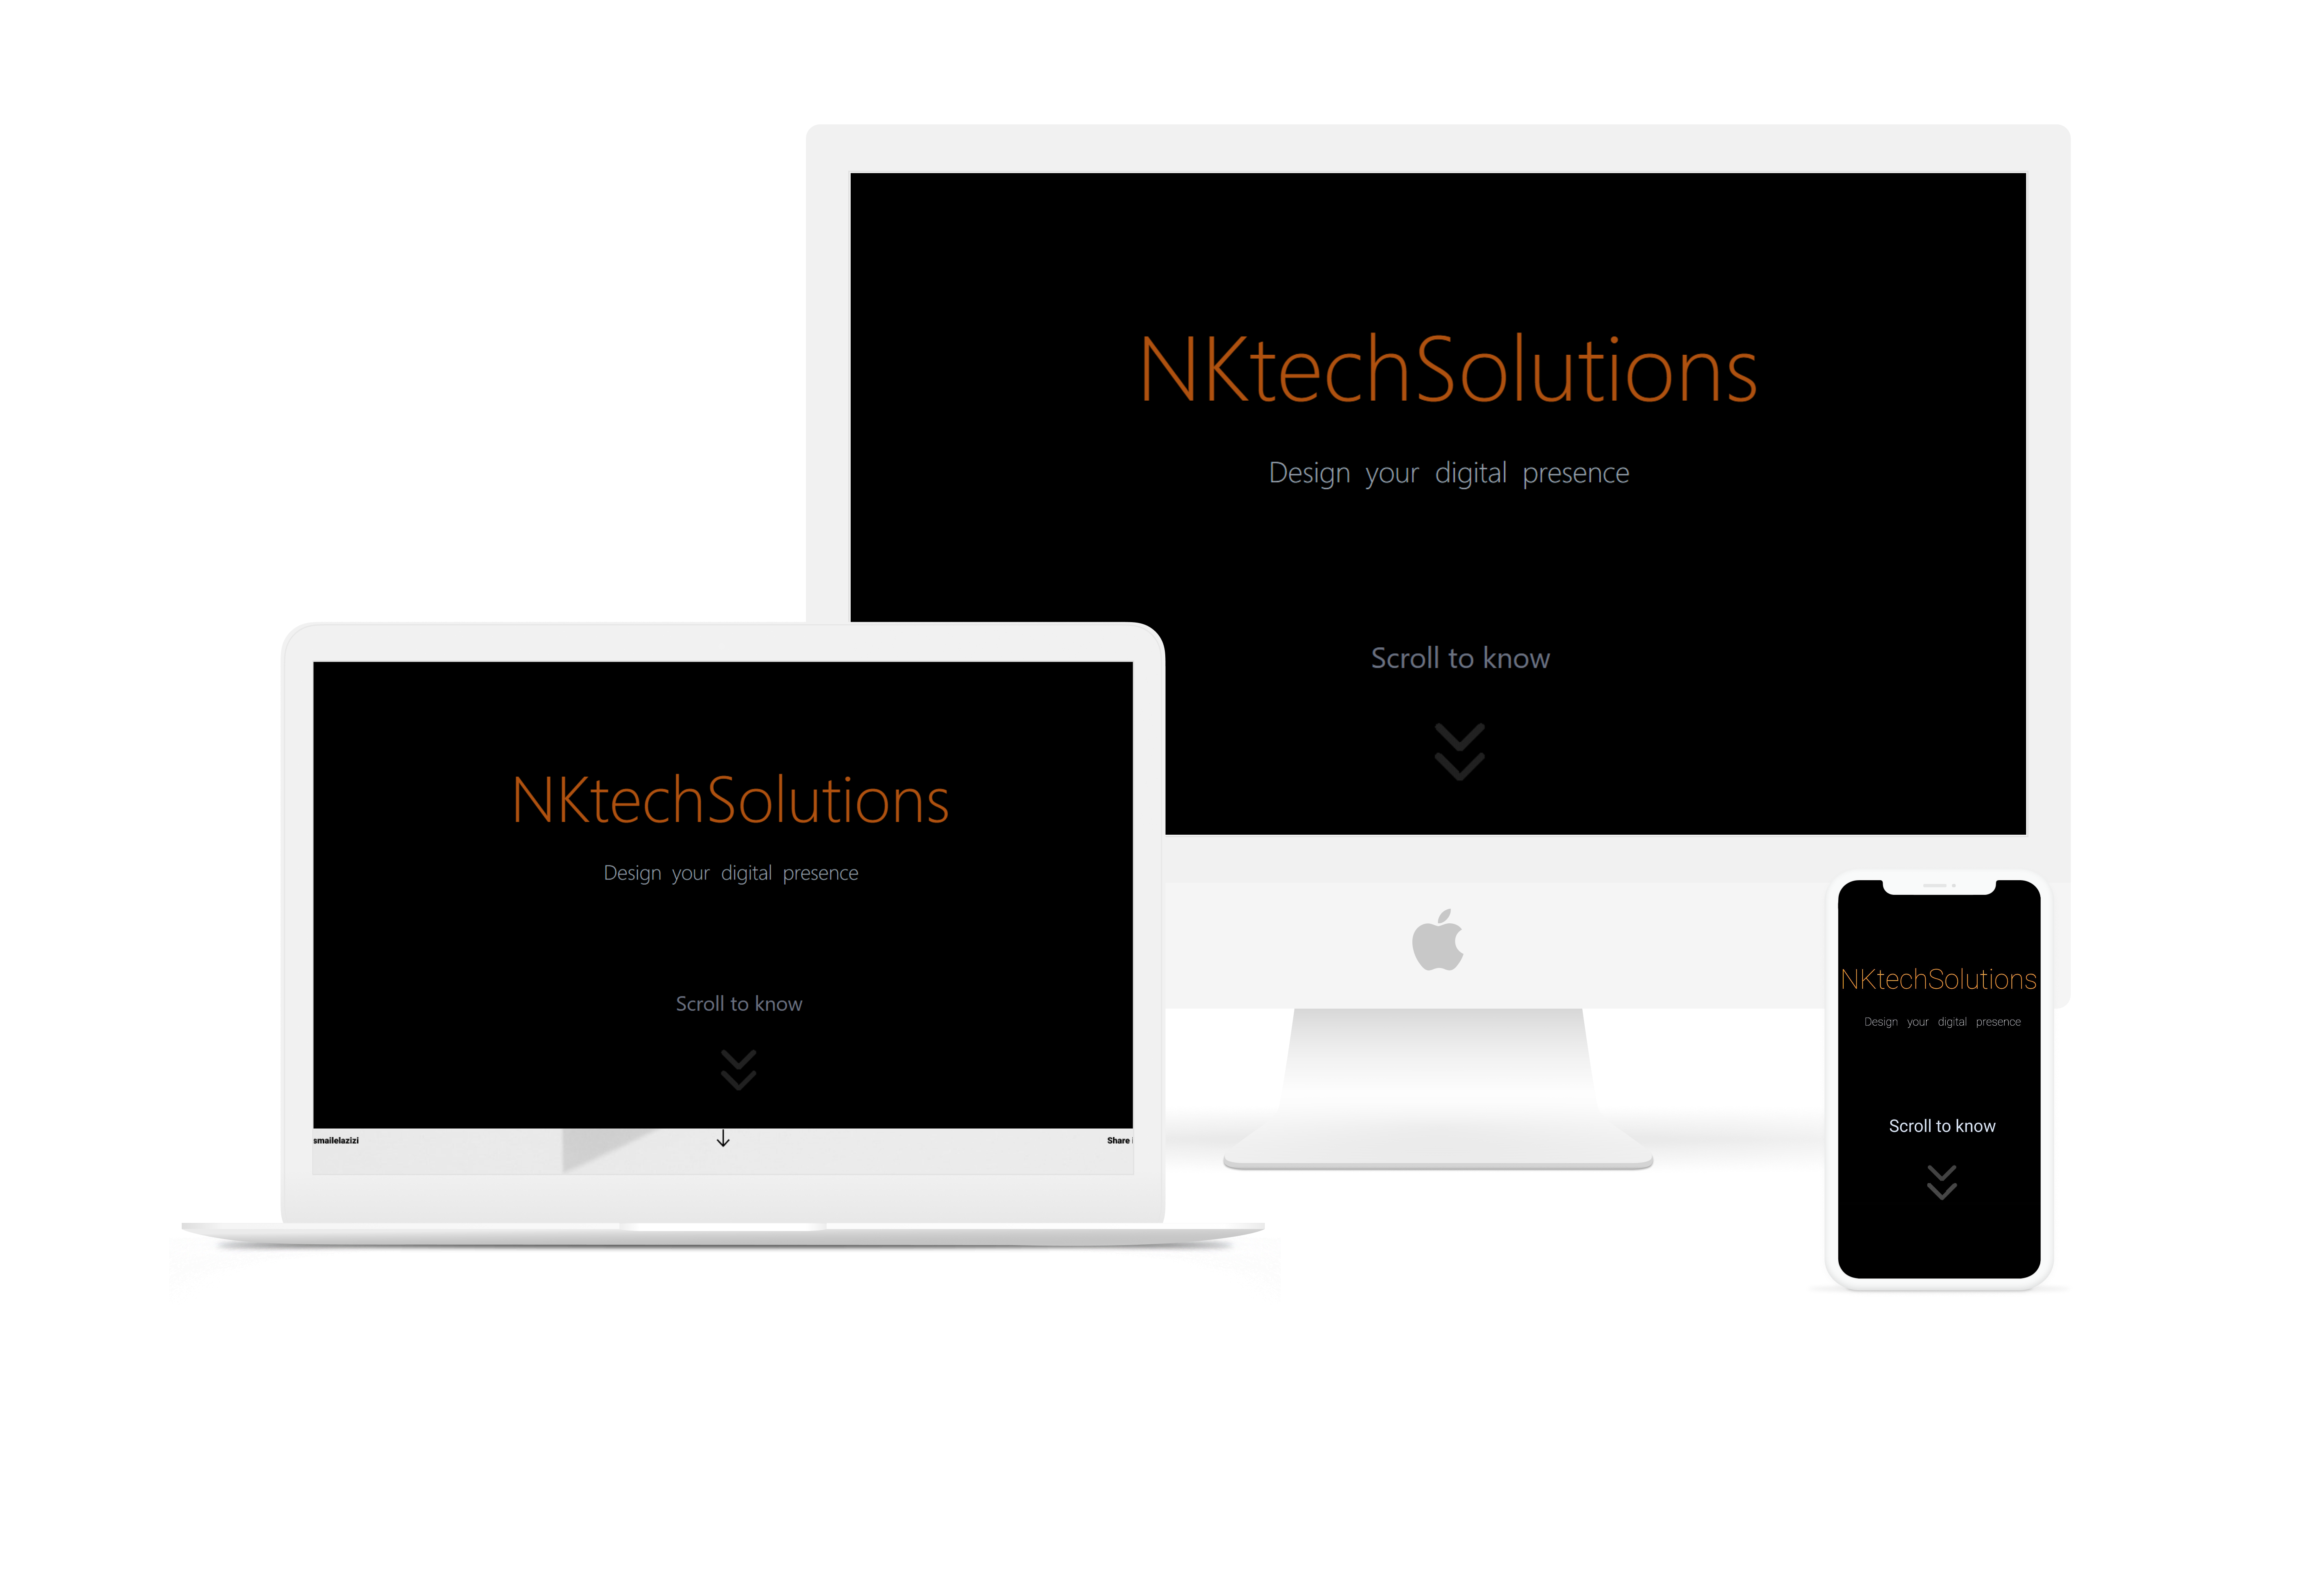 NKtechSolutions
Design your digital presence
Scroll to know
NKtechSolutions
Design your digital presence
Scroll to know
smailelazizi
Share
NKtechSolutions
Design your digital presence
Scroll to know